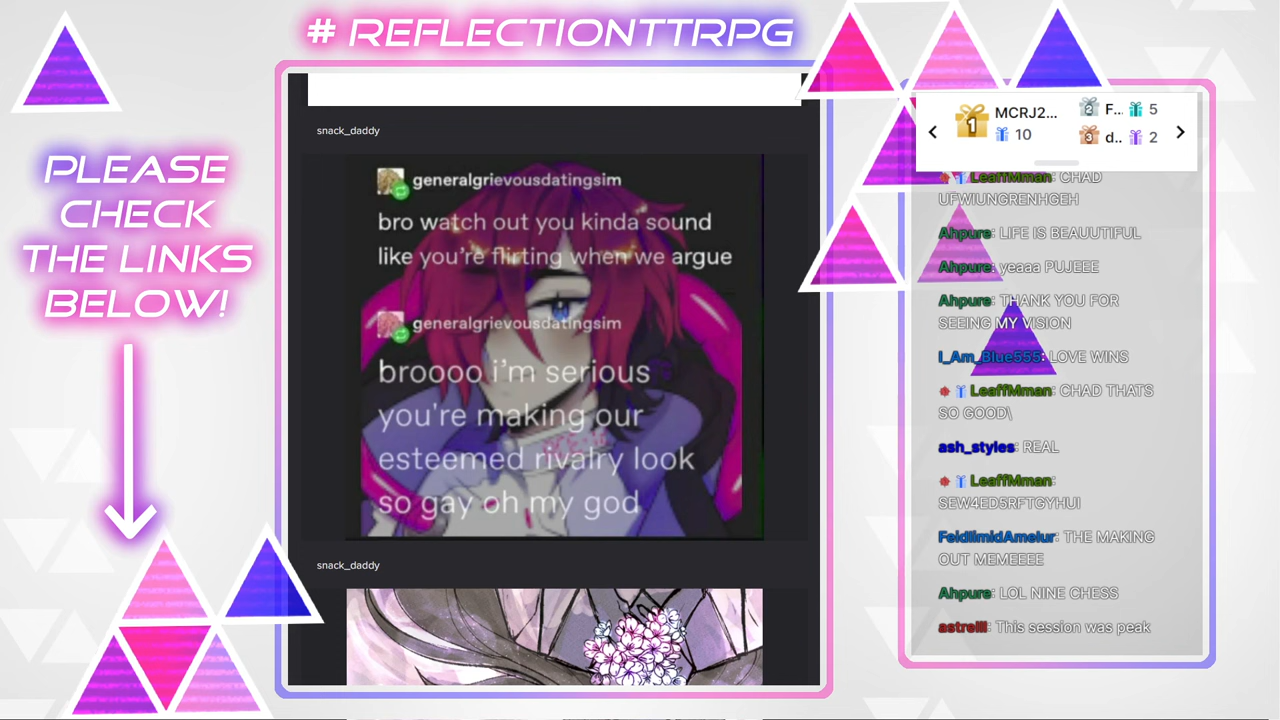 # REFLECTIONTTRPG
PLEASE
CHECK
THE LINKS
BELOW!
snack_daddy
generalgrievousdatingsim
bro watch out you kinda sound
like you're flirting when we argue
generalgrievousdatingsim
broooo i'm serious
you're making our
esteemed rivalry look
so gay oh my god
snack_daddy
1 MCRJ2... 10
2 F... 5
3 d.. 2
LeaffMman: CHAD
UFWIUNGRENHGEH
Ahpure: LIFE IS BEAUUTIFUL
Ahpure: yeaaa PUJEEE
Ahpure: THANK YOU FOR
SEEING MY VISION
I_Am_Blue555: LOVE WINS
LeaffMman: CHAD THATS
SO GOOD\
ash_styles: REAL
LeaffMman:
SEW4ED5RFTGYHUI
FeidlimidAmelur: THE MAKING
OUT MEMEEEE
Ahpure: LOL NINE CHESS
: This session was peak